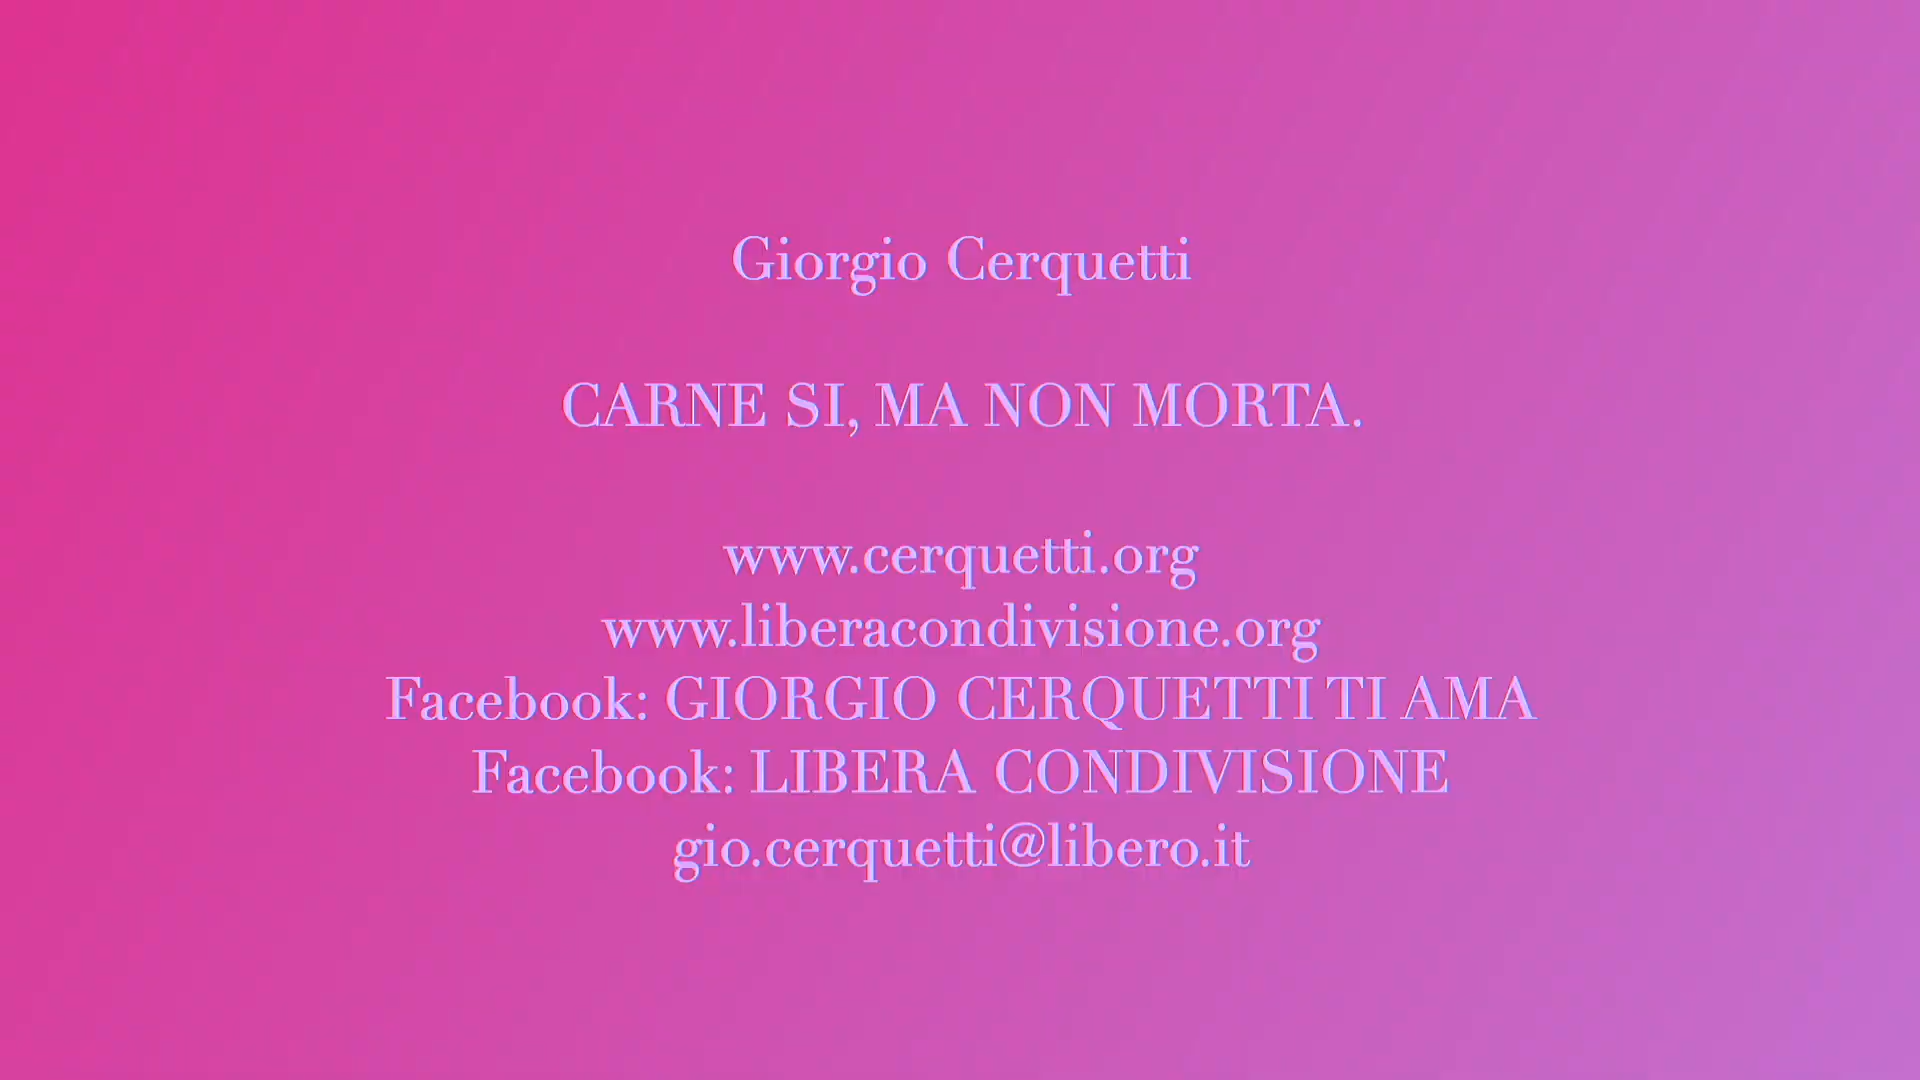 Giorgio Cerquetti
CARNE SI, MA NON MORTA.
www.cerquetti.org
www.liberacondivisione.org
Facebook: GIORGIO CERQUETTI TI AMA
Facebook: LIBERA CONDIVISIONE
gio.cerquetti@libero.it